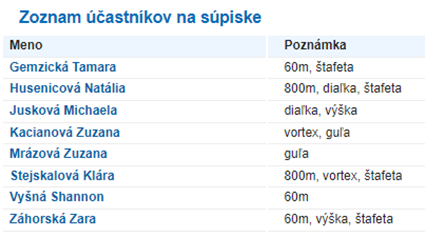 Zoznam účastníkov na súpiske
Meno Poznámka
Gemzická Tamara 60m, štafeta
Husenicová Natália 800m, diaľka, štafeta
Jusková Michaela diaľka, výška
Kacianová Zuzana vortex, guľa
Mrázová Zuzana guľa
Stejskalová Klára 800m, vortex, štafeta
Vyšná Shannon 60m
Záhorská Zara 60m, výška, štafeta